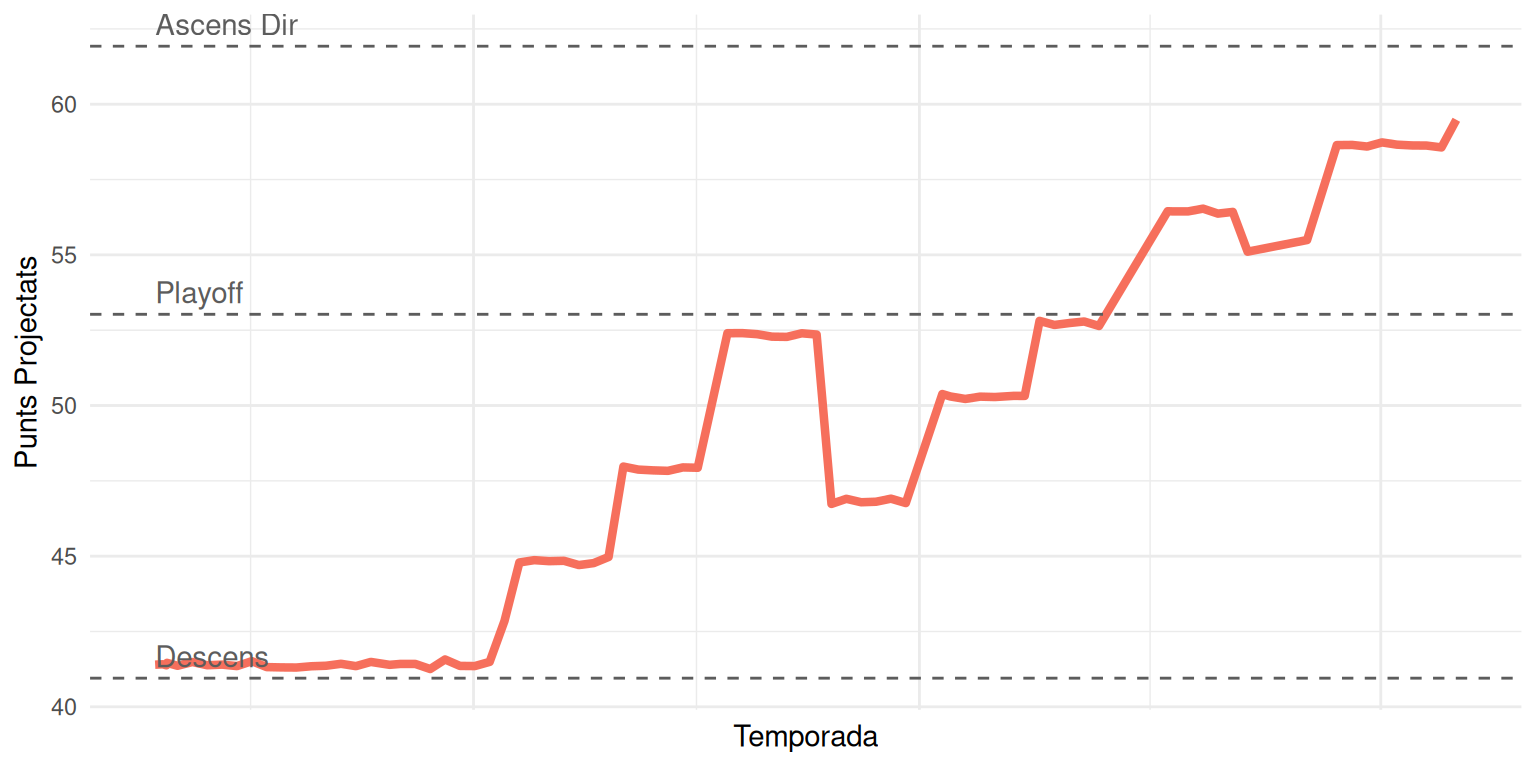 Ascens Dir
60
55
Playoff
50
45
Descens
40
Punts Projectats
Temporada